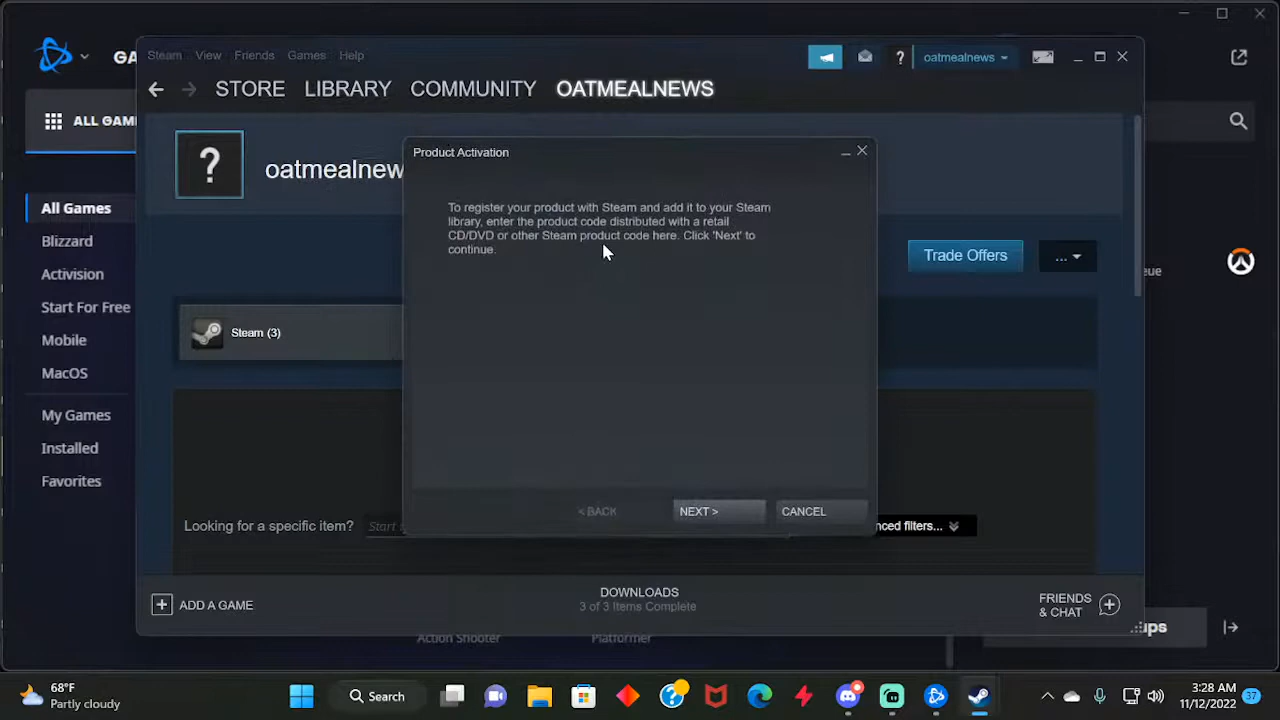 GA
Steam View Friends Games Help
? oatmealnews
STORE LIBRARY COMMUNITY OATMEALNEWS
ALL GAM
? oatmealnew
Product Activation
To register your product with Steam and add it to your Steam
library, enter the product code distributed with a retail
CD/DVD or other Steam product code here. Click 'Next' to
continue.
All Games
Blizzard
Activision
Start For Free
Mobile
MacOS
My Games
Installed
Favorites
Trade Offers
...
ue
Steam (3)
< BACK
NEXT >
CANCEL
Looking for a specific item?
Start
nced filters...
ADD A GAME
DOWNLOADS
3 of 3 Items Complete
FRIENDS
& CHAT
Action Shooter
Platformer
ups
68°F
Partly cloudy
Search
3:28 AM
11/12/2022
37